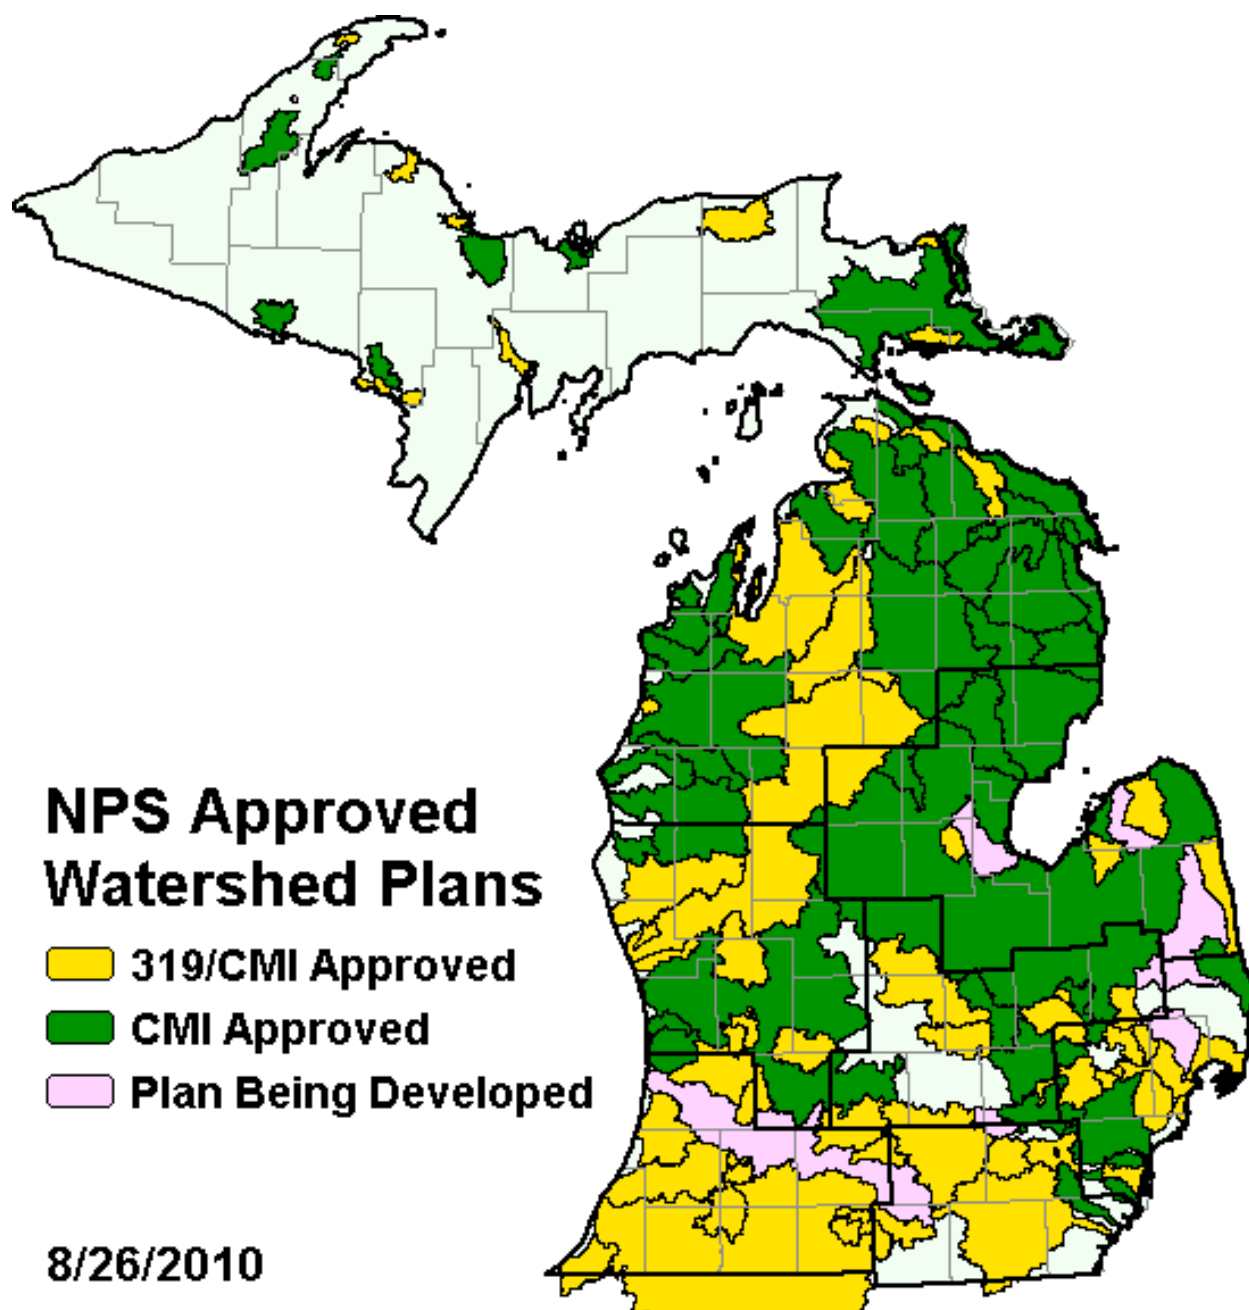 NPS Approved
Watershed Plans
319/CMI Approved
CMI Approved
Plan Being Developed
8/26/2010